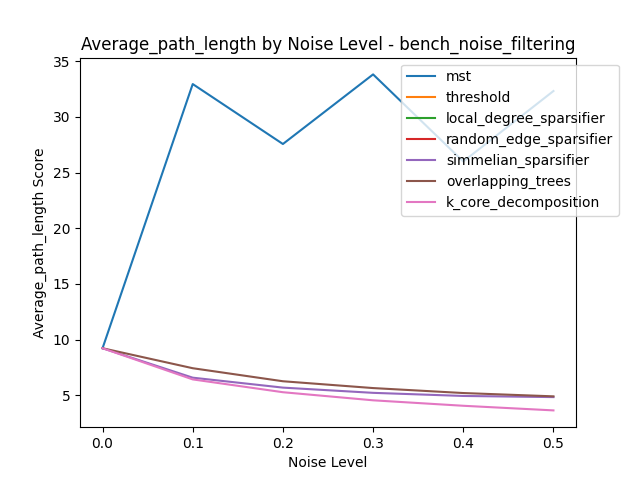 Average_path_length by Noise Level - bench_noise_filtering
Average_path_length Score
35
30
25
20
15
10
5
mst
threshold
local_degree_sparsifier
random_edge_sparsifier
simmelian_sparsifier
overlapping_trees
k_core_decomposition
0.0 0.1 0.2 0.3 0.4 0.5
Noise Level